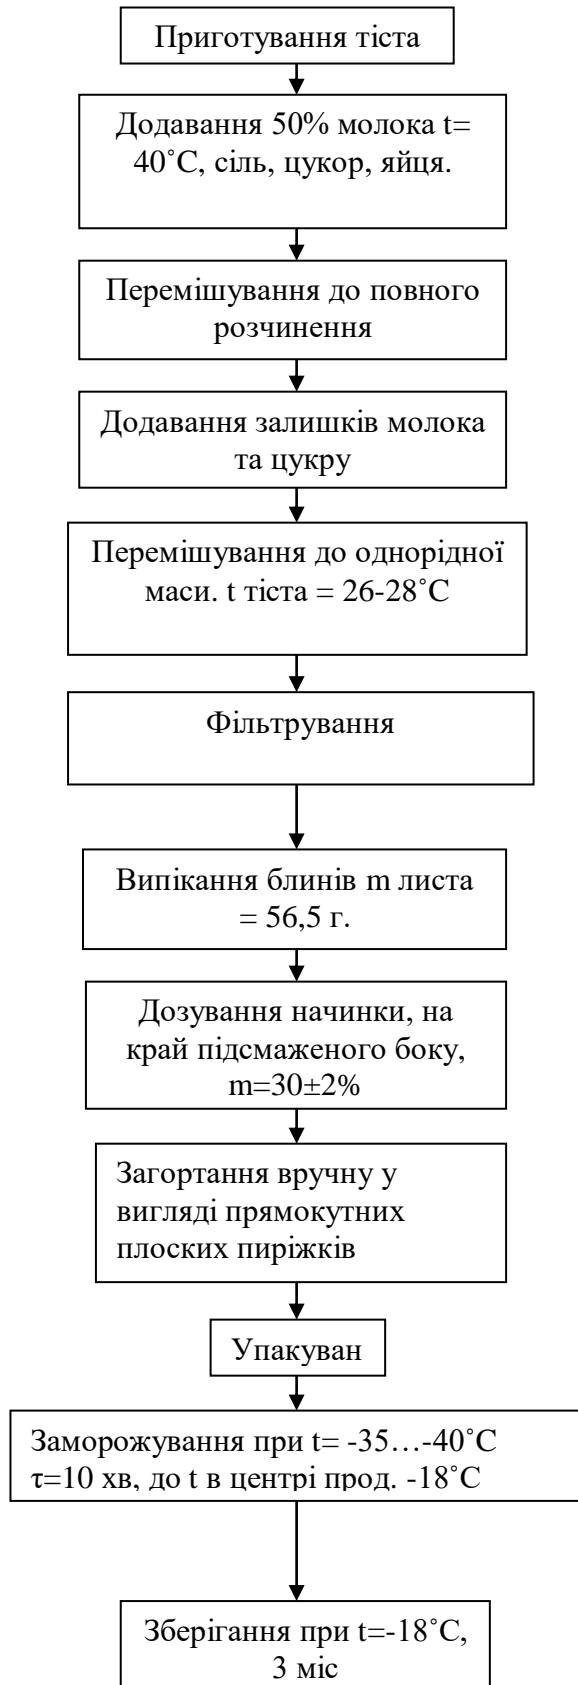 Приготування тіста
Додавання 50% молока t=
40˚С, сіль, цукор, яйця.
Перемішування до повного
розчинення
Додавання залишків молока
та цукру
Перемішування до однорідної
маси. t тіста = 26-28˚С
Фільтрування
Випікання блинів m листа
= 56,5 г.
Дозування начинки, на
край підсмаженого боку,
m=30±2%
Загортання вручну у
вигляді прямокутних
плоских пиріжків
Упакуван
Заморожування при t= -35…-40˚С
τ=10 хв, до t в центрі прод. -18˚С
Зберігання при t=-18˚С,
3 міс